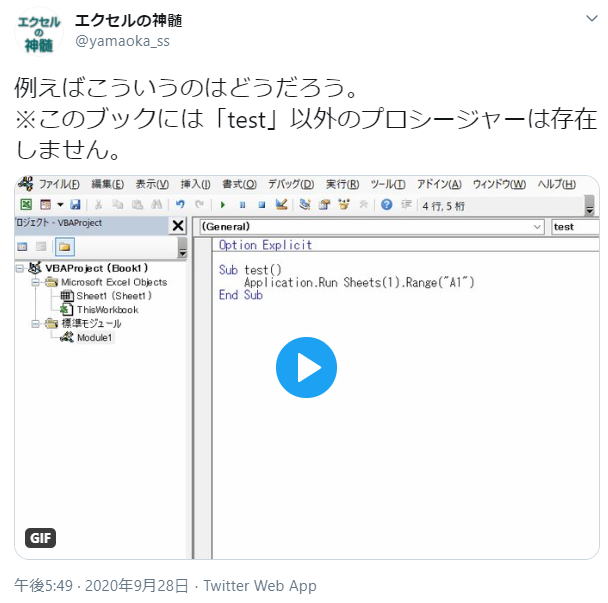 エクセル
の
神髄
エクセルの神髄
@yamaoka_ss
例えばこういうのはどうだろう。
※このブックには「test」以外のプロシージャーは存在
しません。
ファイル(F) 編集(E) 表示(V) 挿入(I) 書式(O) デバッグ(D) 実行(R) ツール(T) アドイン(A) ウィンドウ(W) ヘルプ(H)
4 行, 5 桁
ロジェクト - VBAProject
(General)
test
VBAProject (Book1)
Microsoft Excel Objects
Sheet1 (Sheet1)
ThisWorkbook
標準モジュール
Module1
Option Explicit
Sub test()
Application.Run Sheets(1).Range("A1")
End Sub
GIF
午後5:49 · 2020年9月28日 · Twitter Web App